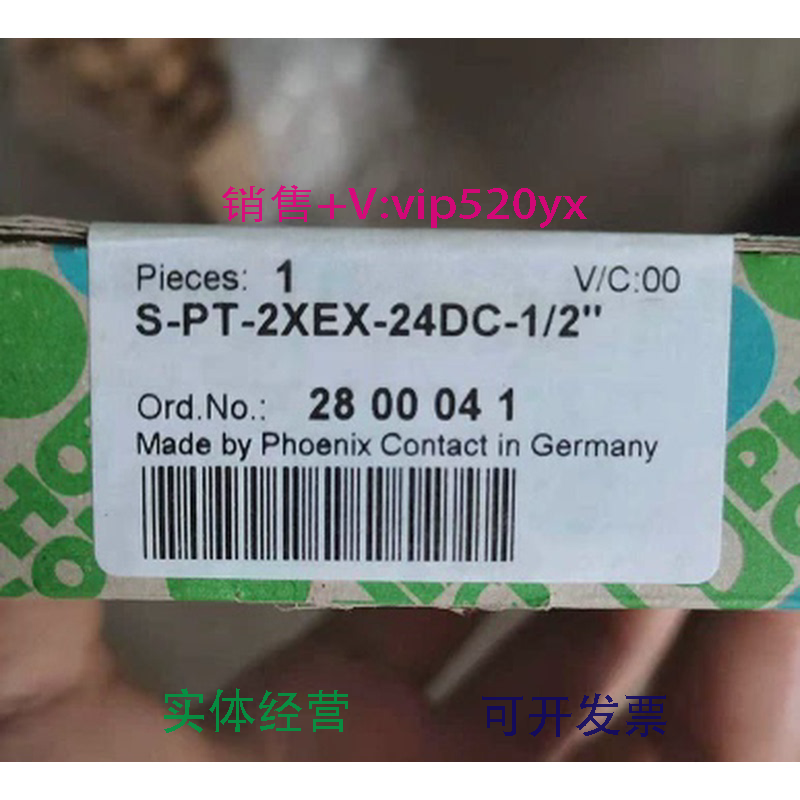 销售+V:vip520yx
Pieces: 1 V/C:00
S-PT-2XEX-24DC-1/2"
Ord.No.: 28 00 04 1
Made by Phoenix Contact in Germany
实体经营 可开发票